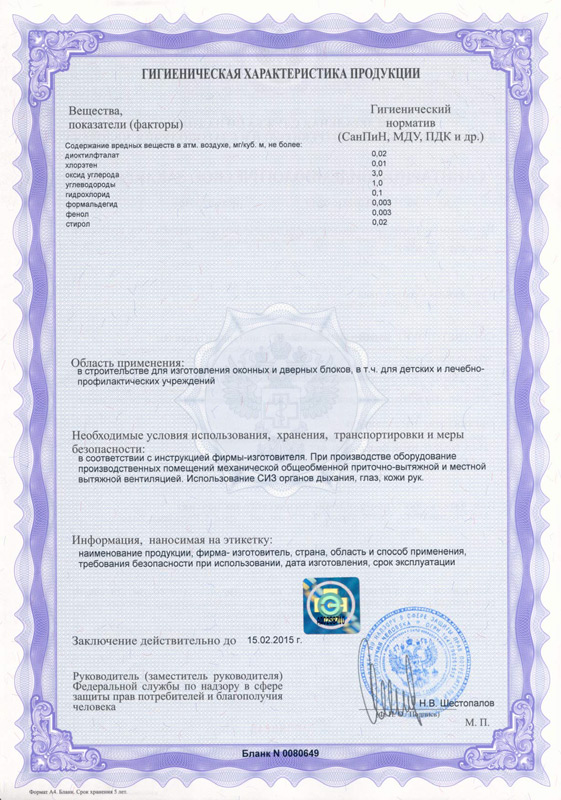 ГИГИЕНИЧЕСКАЯ ХАРАКТЕРИСТИКА ПРОДУКЦИИ
Вещества, показатели (факторы)
Гигиенический норматив (СанПиН, МДУ, ПДК и др.)
Содержание вредных веществ в атм. воздухе, мг/куб. м, не более:
диоктилфталат 0,02
хлорэтен 0,01
оксид углерода 3,0
углеводороды 1,0
гидрохлорид 0,1
формальдегид 0,003
фенол 0,003
стирол 0,02
Область применения:
в строительстве для изготовления оконных и дверных блоков, в т.ч. для детских и лечебно-
профилактических учреждений
Необходимые условия использования, хранения, транспортировки и меры
безопасности:
в соответствии с инструкцией фирмы-изготовителя. При производстве оборудование
производственных помещений механической общеобменной приточно-вытяжной и местной
вытяжной вентиляцией. Использование СИЗ органов дыхания, глаз, кожи рук.
Информация, наносимая на этикетку:
наименование продукции, фирма- изготовитель, страна, область и способ применения,
требования безопасности при использовании, дата изготовления, срок эксплуатации
Заключение действительно до 15.02.2015 г.
Руководитель (заместитель руководителя)
Федеральной службы по надзору в сфере
защиты прав потребителей и благополучия
человека
Н.В. Шестопалов
М. П.
Бланк N 0080649
Формат А4. Бланк. Срок хранения 5 лет.